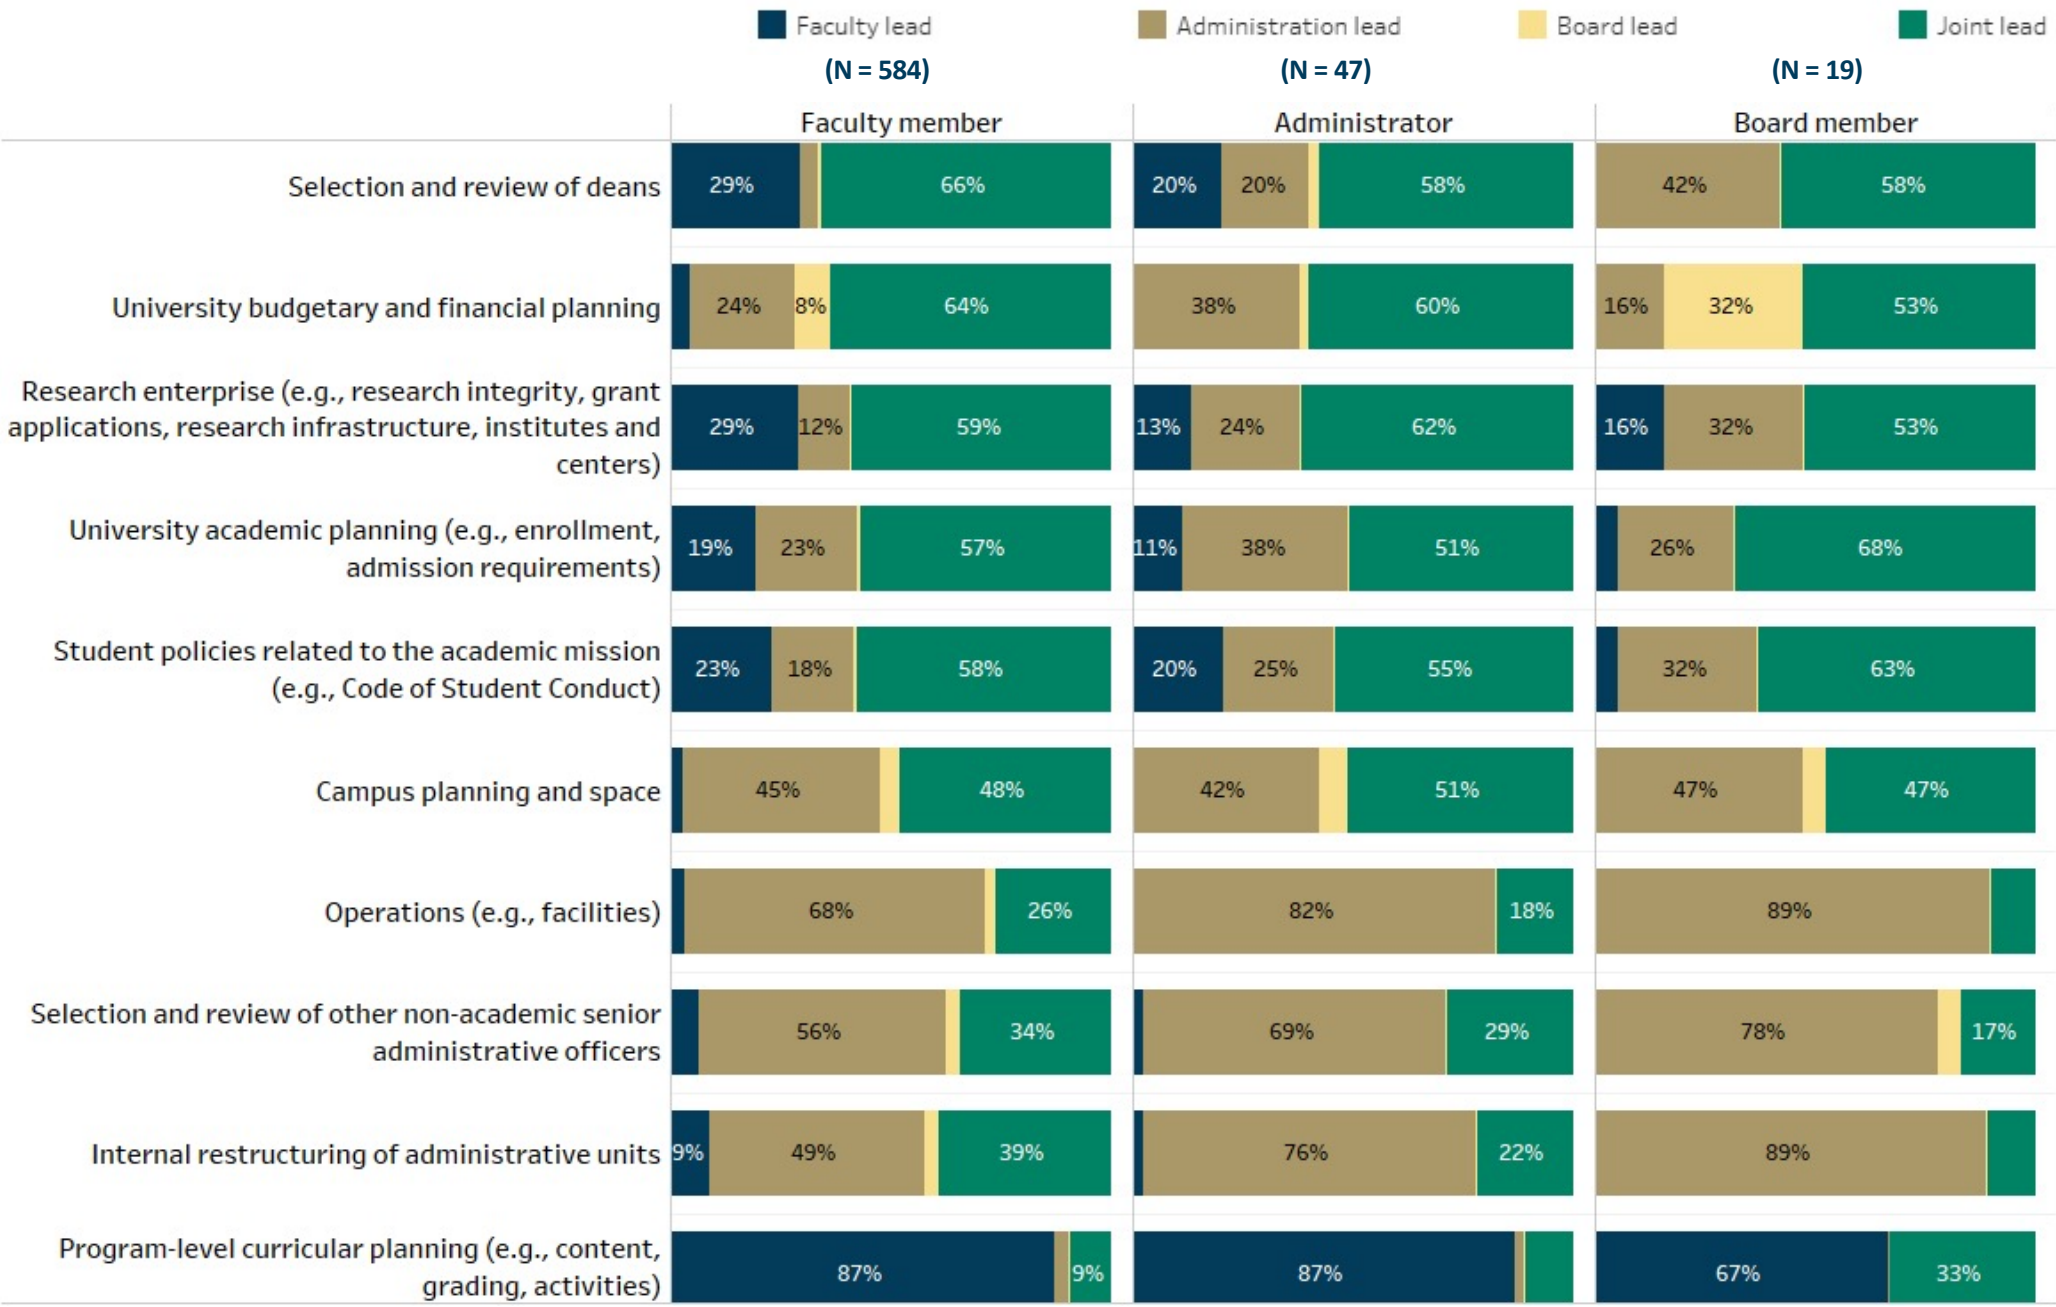 Faculty lead Administration lead Board lead Joint lead
(N = 584) (N = 47) (N = 19)
Faculty member Administrator Board member
Selection and review of deans 29% 66% 20% 20% 58% 42% 58%
University budgetary and financial planning 24% 8% 64% 38% 60% 16% 32% 53%
Research enterprise (e.g., research integrity, grant
applications, research infrastructure, institutes and 29% 12% 59% 13% 24% 62% 16% 32% 53%
centers)
University academic planning (e.g., enrollment,
admission requirements) 19% 23% 57% 11% 38% 51% 26% 68%
Student policies related to the academic mission
(e.g., Code of Student Conduct) 23% 18% 58% 20% 25% 55% 32% 63%
Campus planning and space 45% 48% 42% 51% 47% 47%
Operations (e.g., facilities) 68% 26% 82% 18% 89%
Selection and review of other non-academic senior
administrative officers 56% 34% 69% 29% 78% 17%
Internal restructuring of administrative units 9% 49% 39% 76% 22% 89%
Program-level curricular planning (e.g., content,
grading, activities) 87% 9% 87% 67% 33%